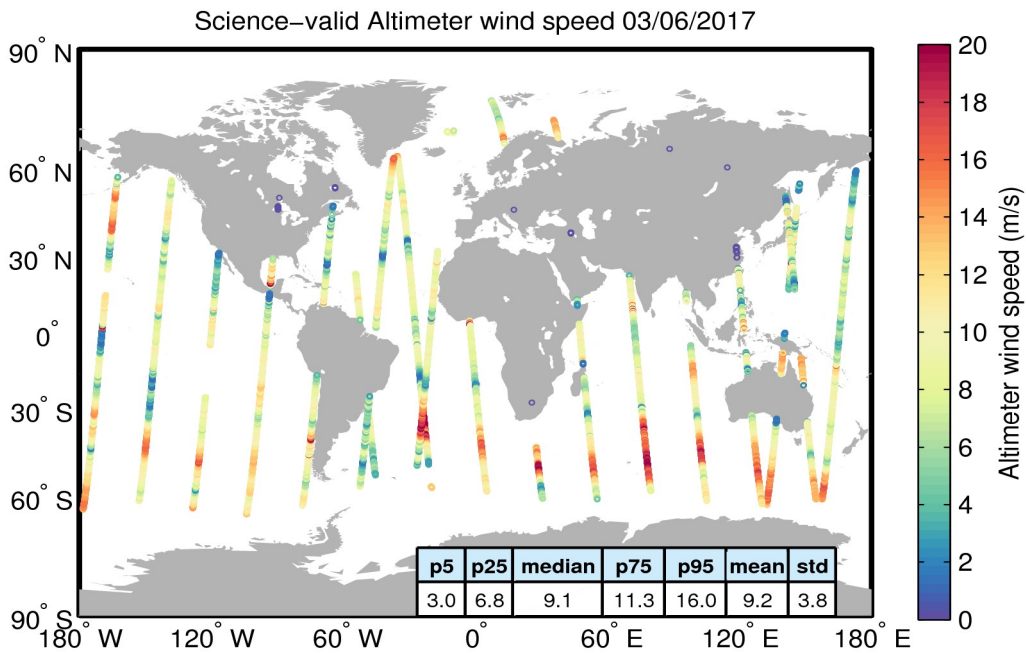 Science−valid Altimeter wind speed 03/06/2017
90° N
60° N
30° N
0°
30° S
60° S
90° S
180° W
120° W
60° W
0°
60° E
120° E
180° E
p5 p25 median p75 p95 mean std
3.0 6.8 9.1 11.3 16.0 9.2 3.8
20
18
16
14
12
10
8
6
4
2
0
Altimeter wind speed (m/s)